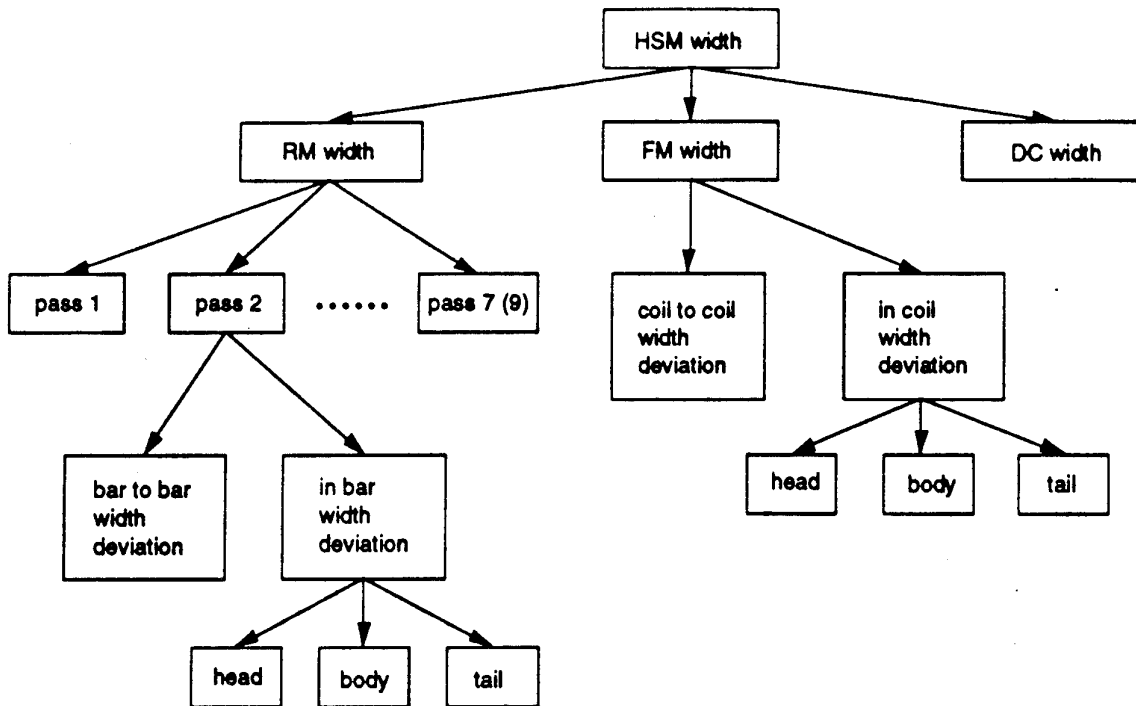 HSM width
RM width
FM width
DC width
pass 1
pass 2
......
pass 7 (9)
coil to coil
width
deviation
in coil
width
deviation
bar to bar
width
deviation
in bar
width
deviation
head
body
tail
head
body
tail